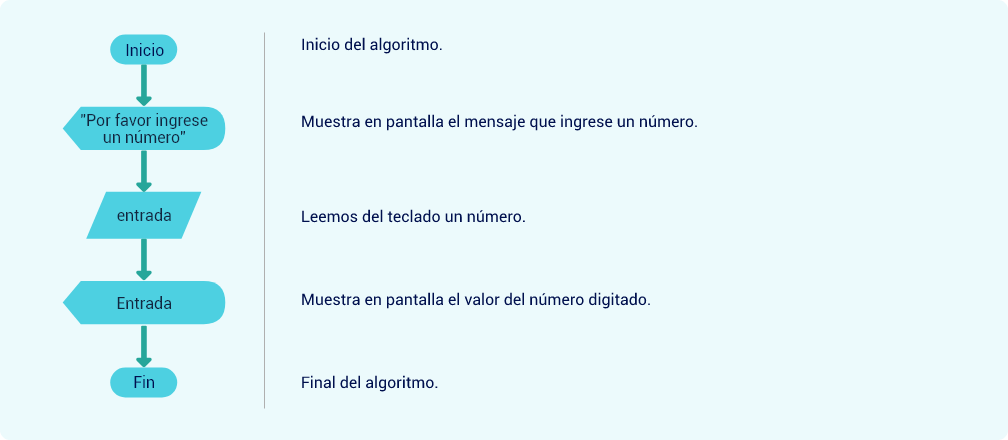 Inicio
Inicio del algoritmo.
"Por favor ingrese
un número"
Muestra en pantalla el mensaje que ingrese un número.
entrada
Leemos del teclado un número.
Entrada
Muestra en pantalla el valor del número digitado.
Fin
Final del algoritmo.